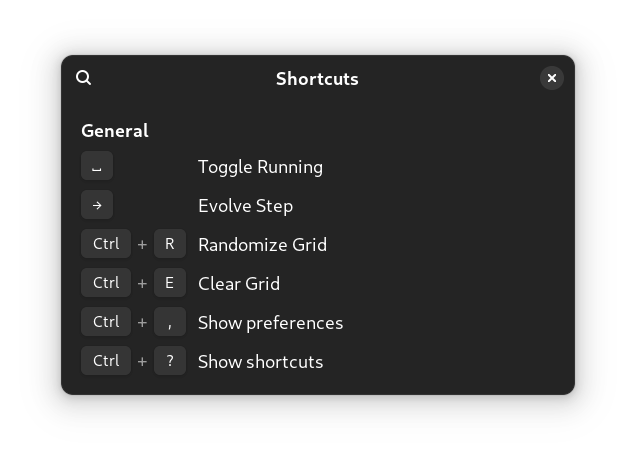 Shortcuts
General
␣ Toggle Running
→ Evolve Step
Ctrl + R Randomize Grid
Ctrl + E Clear Grid
Ctrl + , Show preferences
Ctrl + ? Show shortcuts